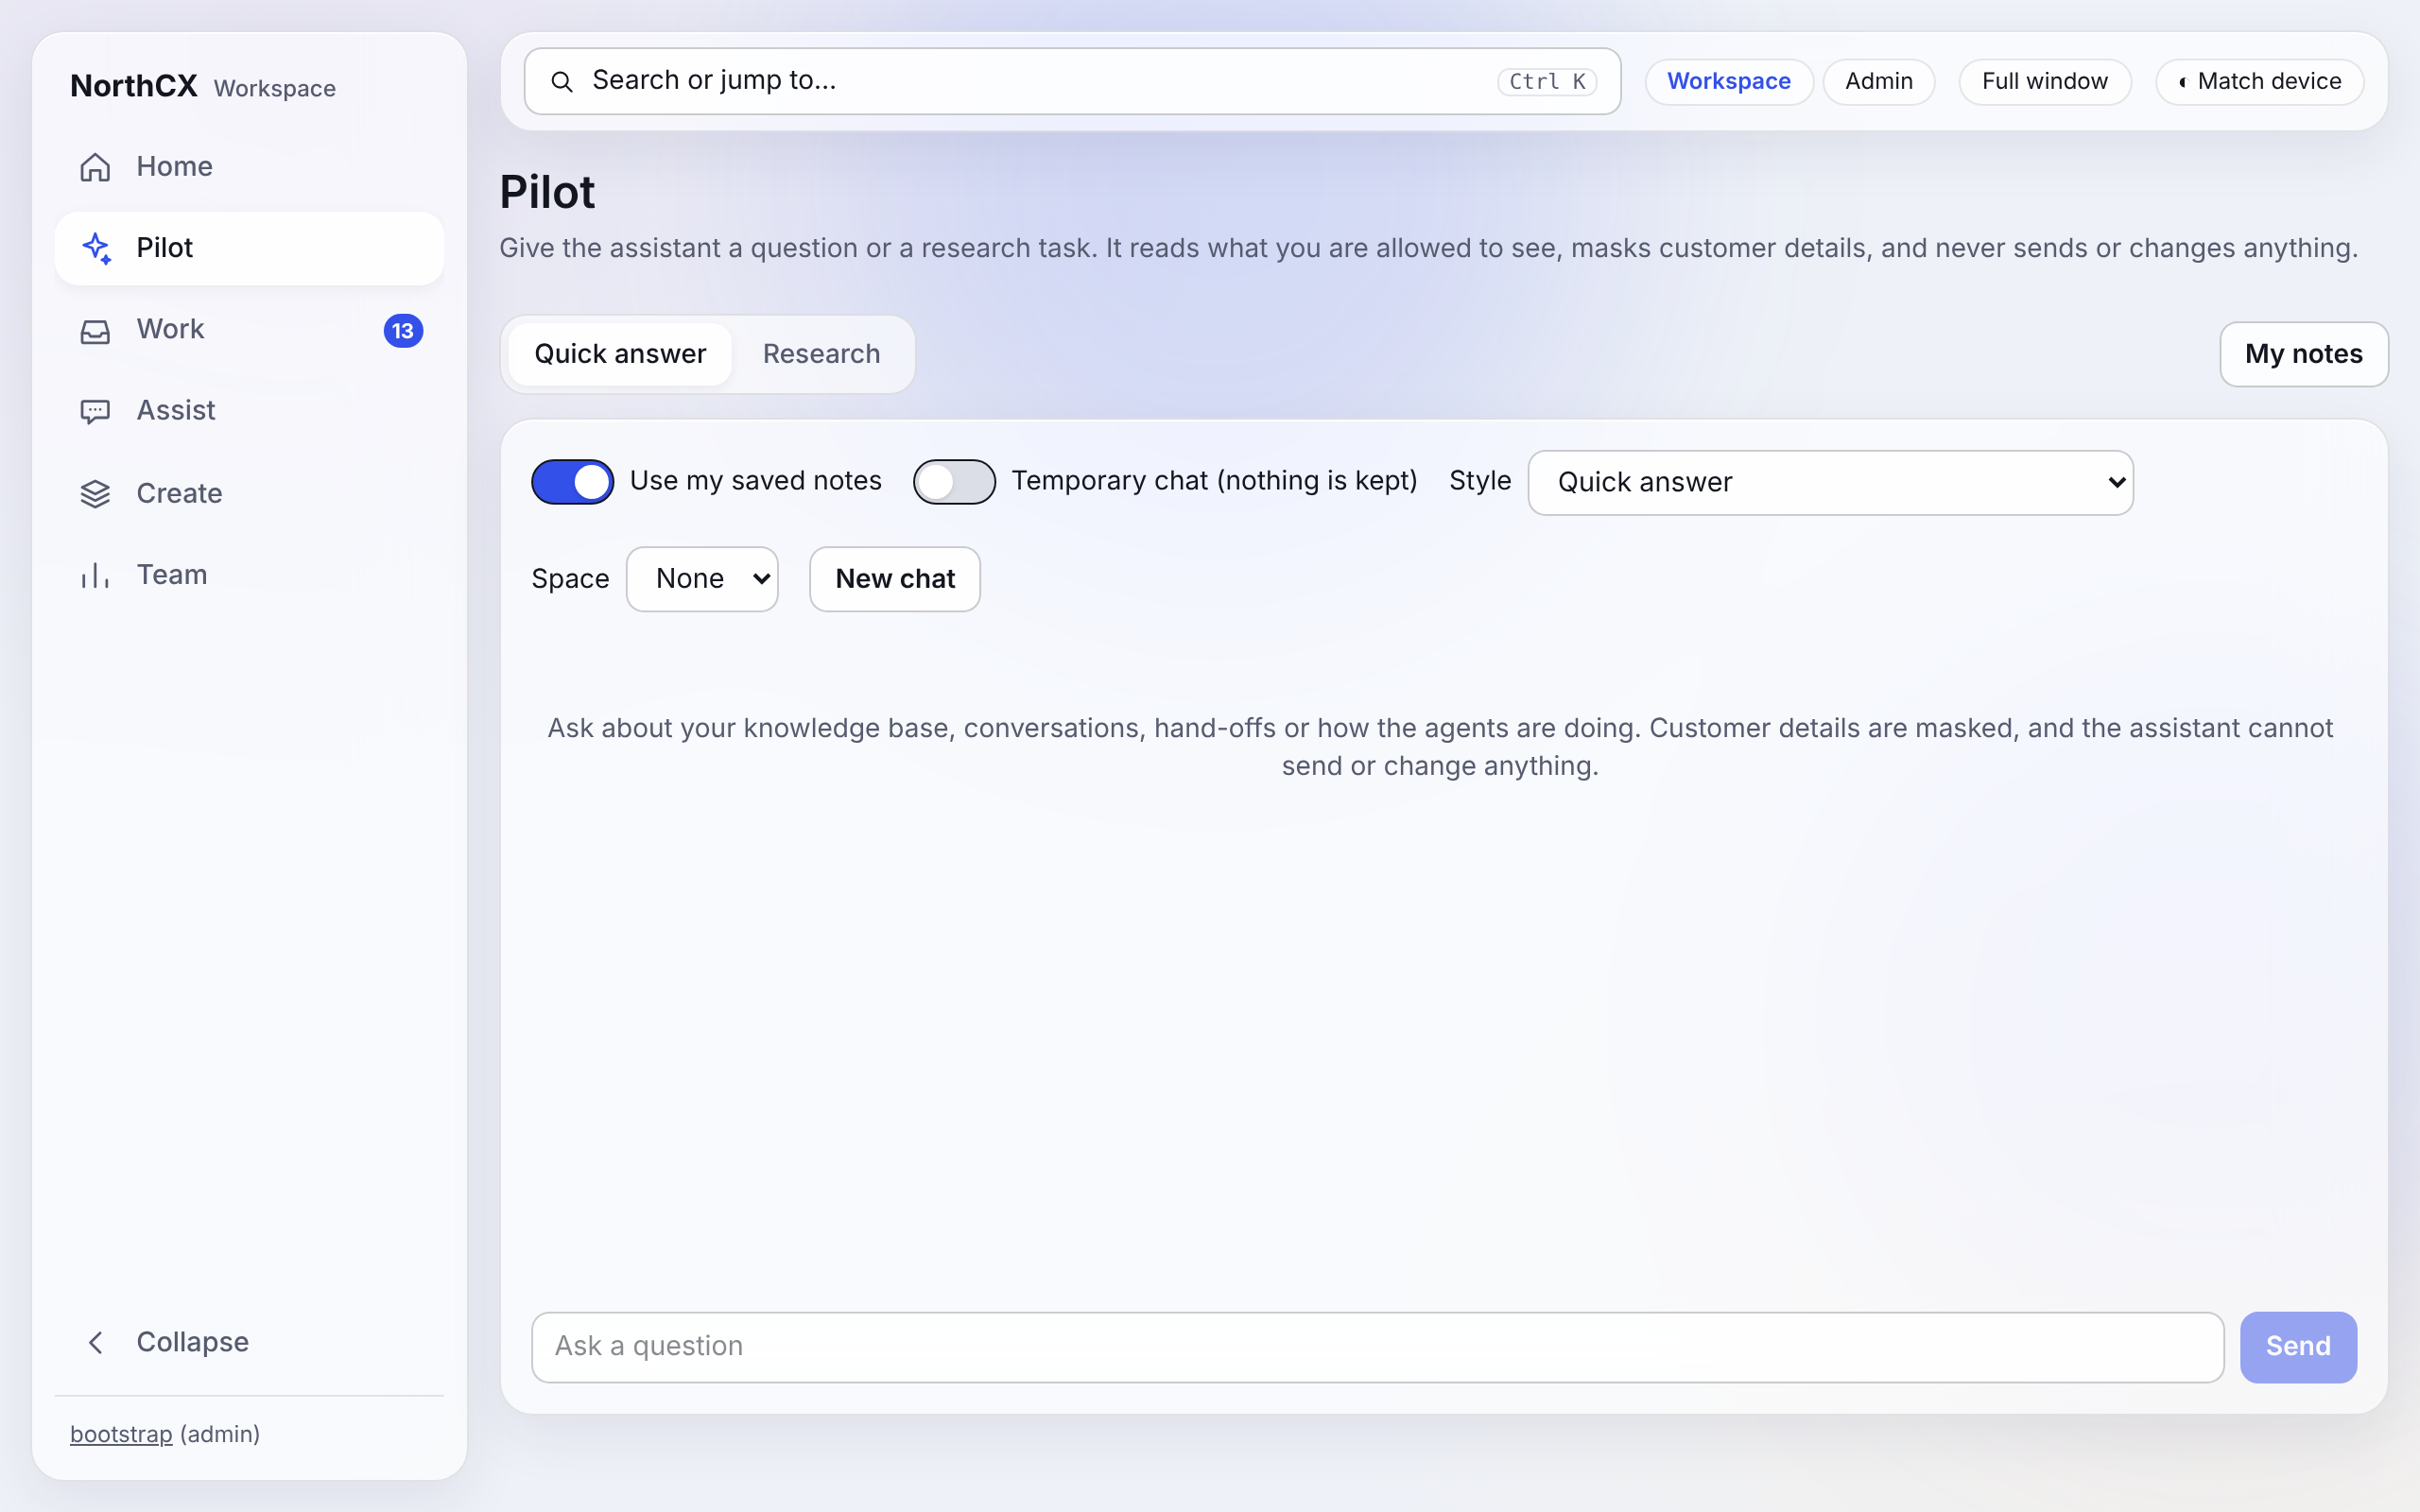 NorthCX Workspace
Home
Pilot
Work 13
Assist
Create
Team
Collapse
bootstrap (admin)
Search or jump to... Ctrl K
Workspace Admin Full window Match device
Pilot
Give the assistant a question or a research task. It reads what you are allowed to see, masks customer details, and never sends or changes anything.
Quick answer Research My notes
Use my saved notes Temporary chat (nothing is kept) Style Quick answer
Space None New chat
Ask about your knowledge base, conversations, hand-offs or how the agents are doing. Customer details are masked, and the assistant cannot
send or change anything.
Ask a question Send